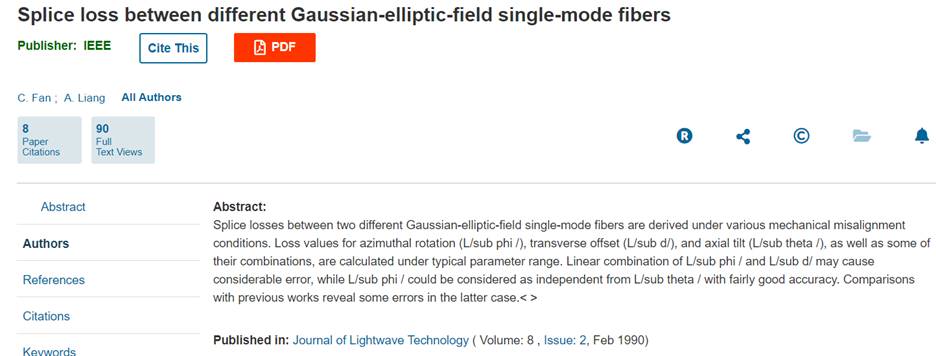 Splice loss between different Gaussian-elliptic-field single-mode fibers
Publisher: IEEE
Cite This
PDF
C. Fan ; A. Liang All Authors
8
Paper
Citations
90
Full
Text Views
R
©
Abstract
Authors
References
Citations
Keywords
Abstract:
Splice losses between two different Gaussian-elliptic-field single-mode fibers are derived under various mechanical misalignment
conditions. Loss values for azimuthal rotation (L/sub phi /), transverse offset (L/sub d/), and axial tilt (L/sub theta /), as well as some of
their combinations, are calculated under typical parameter range. Linear combination of L/sub phi / and L/sub d/ may cause
considerable error, while L/sub phi / could be considered as independent from L/sub theta / with fairly good accuracy. Comparisons
with previous works reveal some errors in the latter case.< >
Published in: Journal of Lightwave Technology ( Volume: 8 , Issue: 2, Feb 1990)